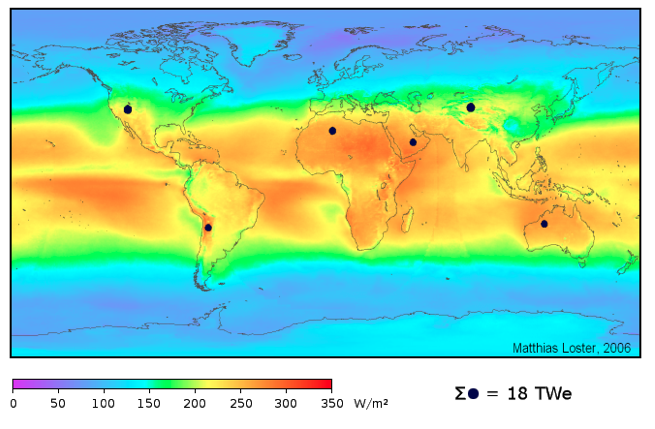 Matthias Loster, 2006
0 50 100 150 200 250 300 350 W/m²
Σ● = 18 TWe